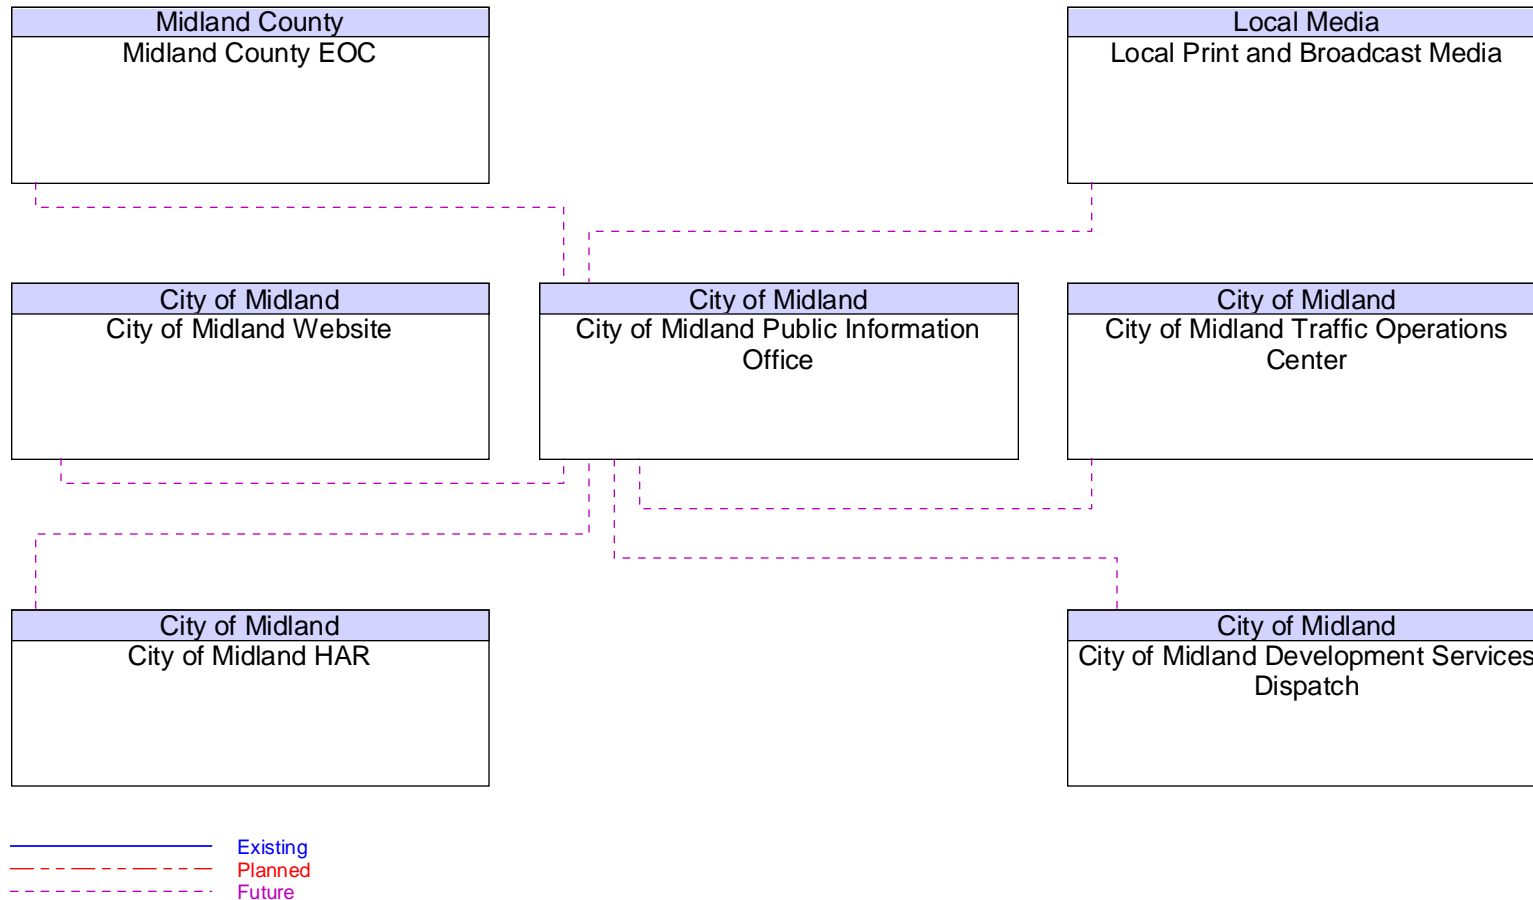 Midland County
Midland County EOC
Local Media
Local Print and Broadcast Media
City of Midland
City of Midland Website
City of Midland
City of Midland Public Information
Office
City of Midland
City of Midland Traffic Operations
Center
City of Midland
City of Midland HAR
City of Midland
City of Midland Development Services
Dispatch
Existing
Planned
Future